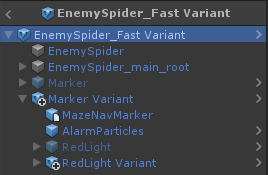 EnemySpider_Fast Variant
EnemySpider_Fast Variant
EnemySpider
EnemySpider_main_root
Marker
Marker Variant
MazeNavMarker
AlarmParticles
RedLight
RedLight Variant